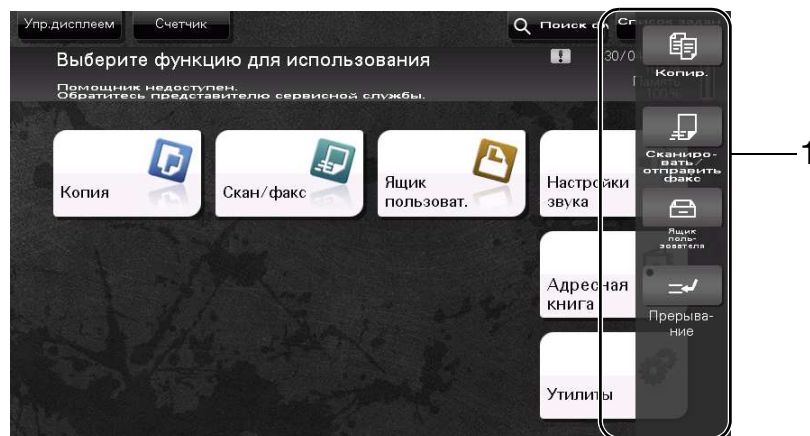 Упр.дисплеем
Счетчик
Поиск
Выберите функцию для использования
30/0
Помощник недоступен.
Обратитесь представителю сервисной службы.
Копия
Скан/факс
Ящик
пользоват.
Настройки
звука
Адресная
книга
Утилиты
Копир.
Сканиро-
вать/
отправить
факс
Ящик
поль-
зователя
Прерыва-
ние
1